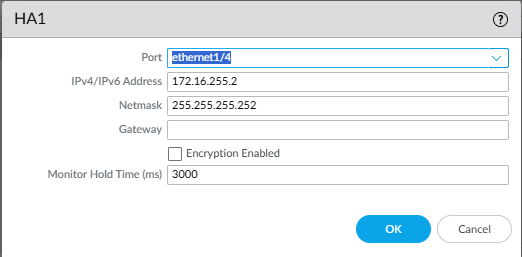 HA1
Port ethernet1/4
IPv4/IPv6 Address 172.16.255.2
Netmask 255.255.255.252
Gateway
Encryption Enabled
Monitor Hold Time (ms) 3000
OK Cancel